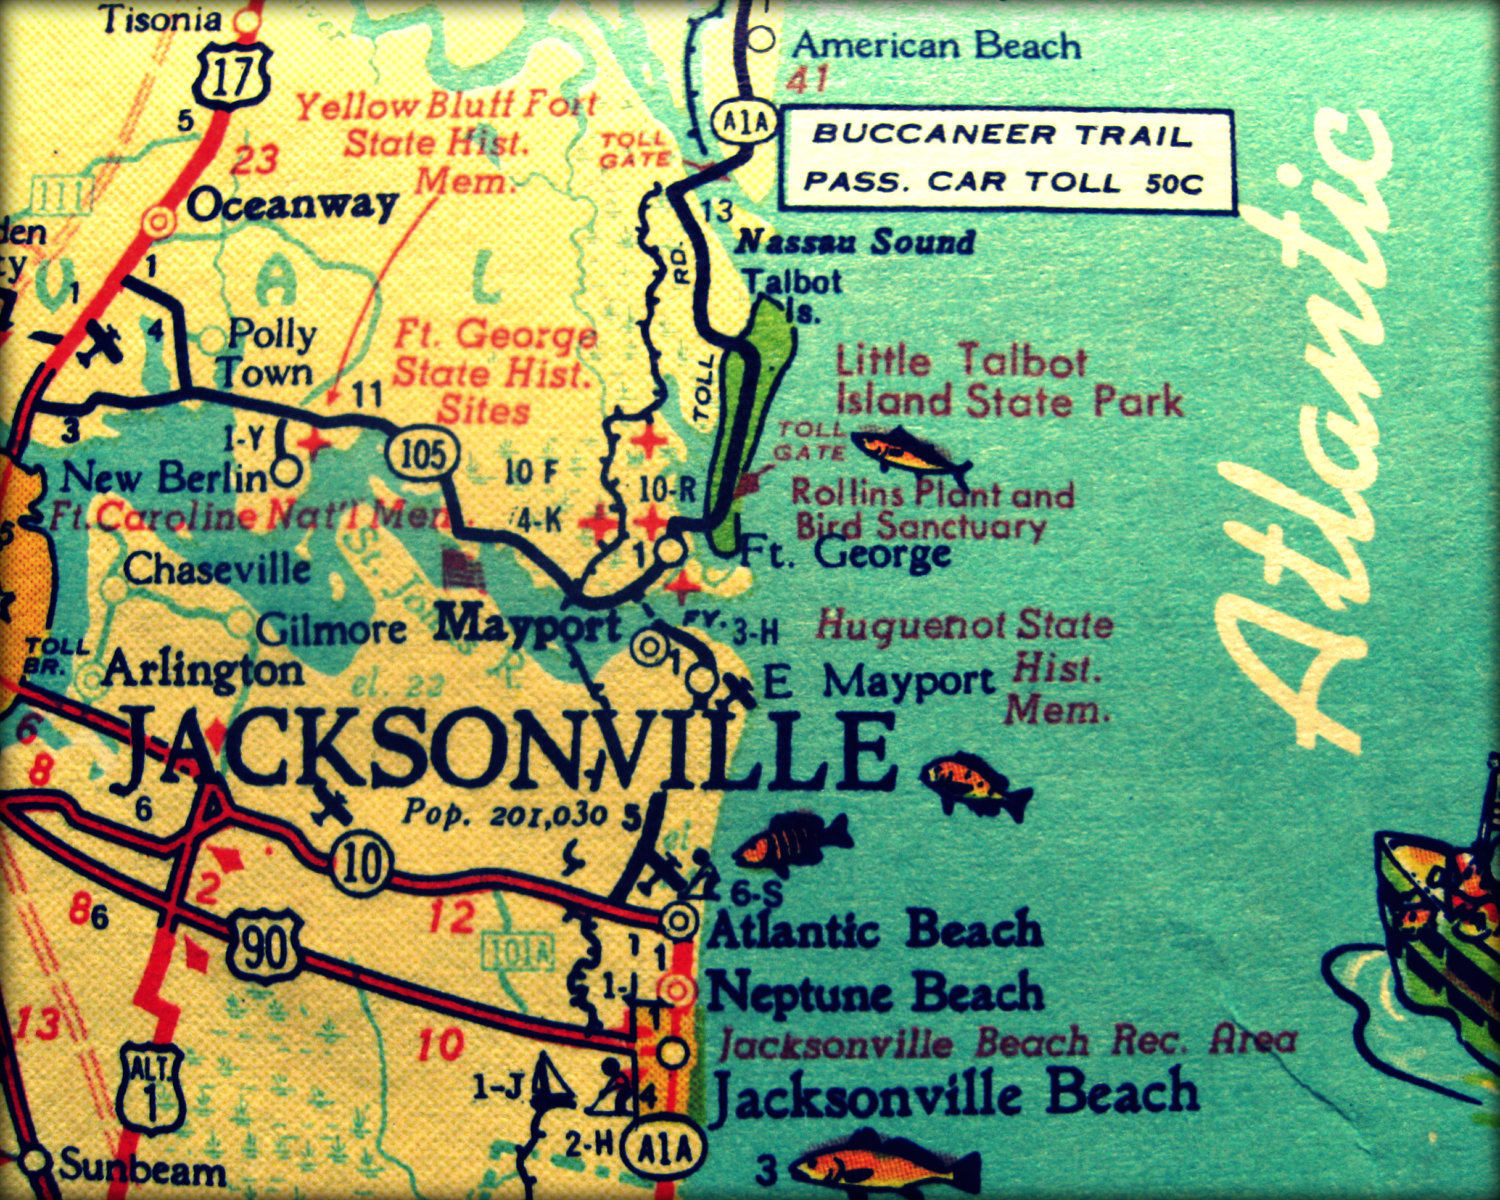 Tisonia
American Beach
17
41
5
Yellow Bluff Fort
State Hist.
Mem.
TOLL
GATE
A1A
BUCCANEER TRAIL
PASS. CAR TOLL 50C
Atlantic
23
111
Oceanway
13
Nassau Sound
RD.
Talbot
Is.
1
1
U A L
4
Polly
Town
Ft. George
State Hist.
Sites
Little Talbot
Island State Park
TOLL
11
3
1-Y
105
TOLL
GATE
New Berlin
10 F
10-R
Rollins Plant and
Bird Sanctuary
Ft. Caroline Nat'l Mem.
4-K
Chaseville
St. Jo
1
Ft. George
Gilmore
Mayport
FY.
3-H
Huguenot State
Hist.
Mem.
TOLL
BR.
Arlington
el. 22
1
E Mayport
6
JACKSONVILLE
8
6
Pop. 201,030
5
el
10
2
6-S
86
12
Atlantic Beach
90
101A
1
1
Neptune Beach
13
10
1
Jacksonville Beach Rec. Area
ALT.
1
1-J
4
Jacksonville Beach
2-H
A1A
3
Sunbeam